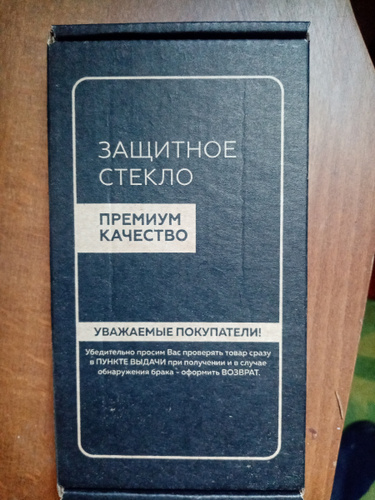 ЗАЩИТНОЕ
СТЕКЛО
ПРЕМИУМ
КАЧЕСТВО
УВАЖАЕМЫЕ ПОКУПАТЕЛИ!
Убедительно просим Вас проверять товар сразу
в ПУНКТЕ ВЫДАЧИ при получении и в случае
обнаружения брака - оформить ВОЗВРАТ.